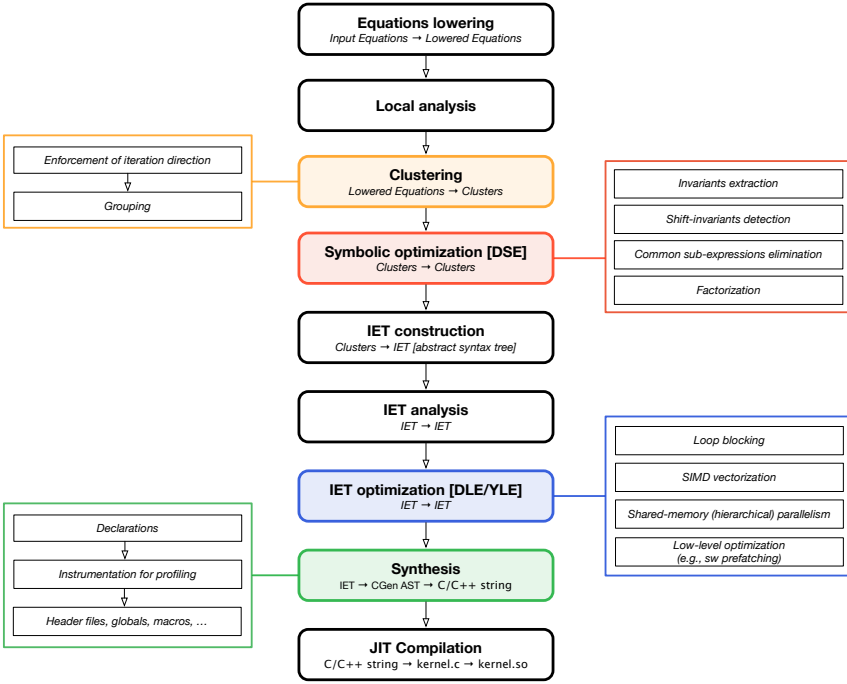 Equations lowering
Input Equations → Lowered Equations
Local analysis
Clustering
Lowered Equations → Clusters
Enforcement of iteration direction
Grouping
Symbolic optimization [DSE]
Clusters → Clusters
Invariants extraction
Shift-invariants detection
Common sub-expressions elimination
Factorization
IET construction
Clusters → IET [abstract syntax tree]
IET analysis
IET → IET
IET optimization [DLE/YLE]
IET → IET
Loop blocking
SIMD vectorization
Shared-memory (hierarchical) parallelism
Low-level optimization
(e.g., sw prefatching)
Synthesis
IET → CGen AST → C/C++ string
Declarations
Instrumentation for profiling
Header files, globals, macros, ...
JIT Compilation
C/C++ string → kernel.c → kernel.so